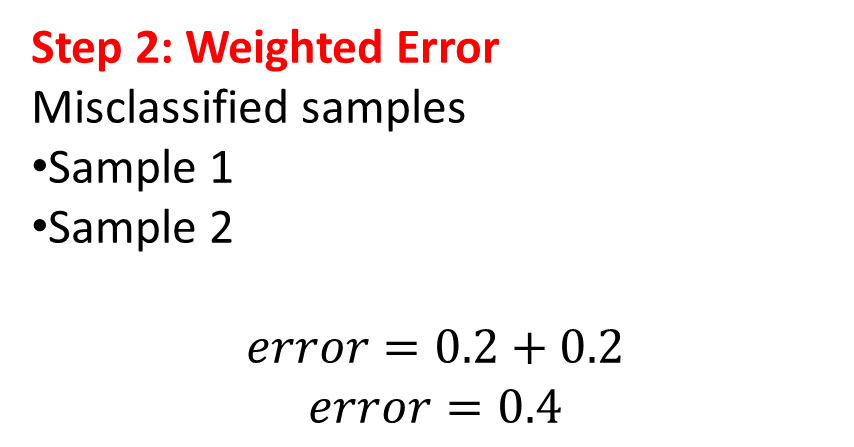 Step 2: Weighted Error
Misclassified samples
•Sample 1
•Sample 2
error = 0.2 + 0.2
error = 0.4